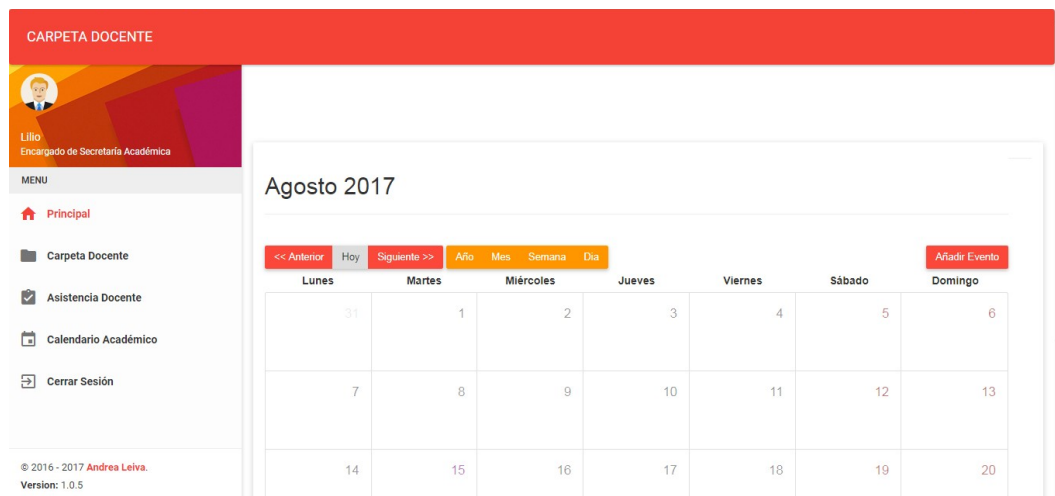 CARPETA DOCENTE
Lilio
Encargado de Secretaría Académica
MENU
Principal
Carpeta Docente
Asistencia Docente
Calendario Académico
Cerrar Sesión
© 2016 - 2017 Andrea Leiva.
Version: 1.0.5
Agosto 2017
<< Anterior Hoy Siguiente >> Año Mes Semana Dia Añadir Evento
Lunes Martes Miércoles Jueves Viernes Sábado Domingo
31 1 2 3 4 5 6
7 8 9 10 11 12 13
14 15 16 17 18 19 20